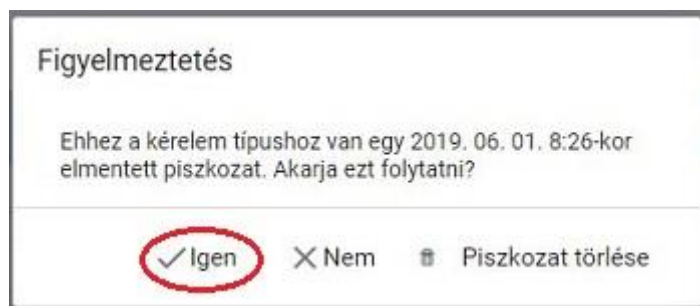 Figyelmeztetés
Ehhez a kérelem típushoz van egy 2019. 06. 01. 8:26-kor
elmentett piszkozat. Akarja ezt folytatni?
Igen Nem Piszkozat törlése